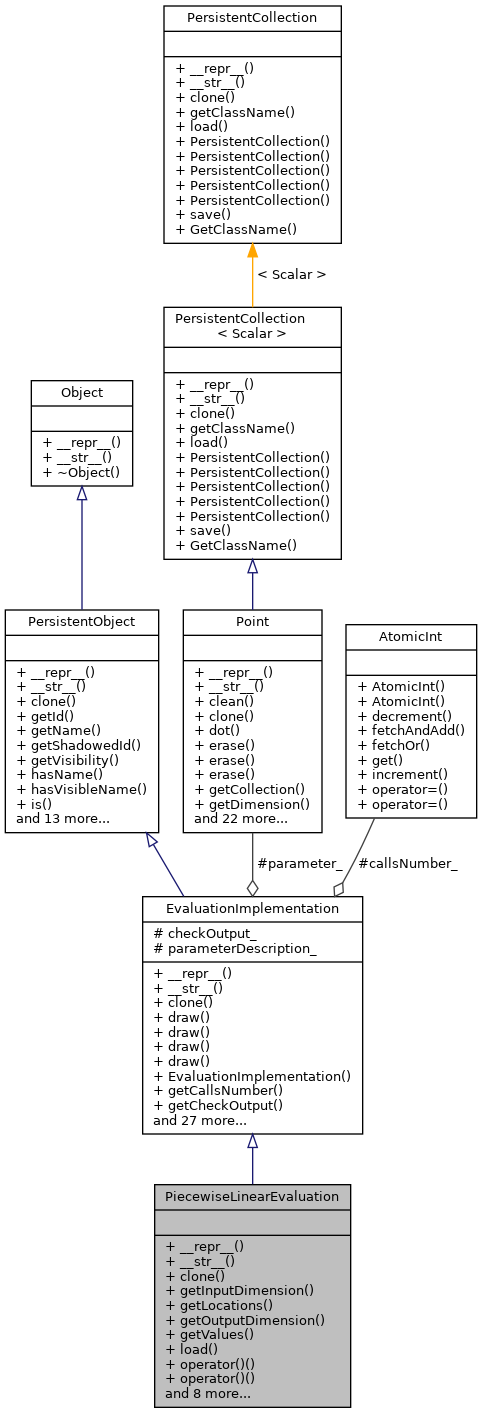 PersistentCollection
+ __repr__()
+ __str__()
+ clone()
+ getClassName()
+ load()
+ PersistentCollection()
+ PersistentCollection()
+ PersistentCollection()
+ PersistentCollection()
+ PersistentCollection()
+ save()
+ GetClassName()
< Scalar >
PersistentCollection
< Scalar >
+ __repr__()
+ __str__()
+ clone()
+ getClassName()
+ load()
+ PersistentCollection()
+ PersistentCollection()
+ PersistentCollection()
+ PersistentCollection()
+ PersistentCollection()
+ save()
+ GetClassName()
Object
+ __repr__()
+ __str__()
+ ~Object()
PersistentObject
+ __repr__()
+ __str__()
+ clone()
+ getId()
+ getName()
+ getShadowedId()
+ getVisibility()
+ hasName()
+ hasVisibleName()
+ is()
and 13 more...
Point
+ __repr__()
+ __str__()
+ clean()
+ clone()
+ dot()
+ erase()
+ erase()
+ erase()
+ getCollection()
+ getDimension()
and 22 more...
AtomicInt
+ AtomicInt()
+ AtomicInt()
+ decrement()
+ fetchAndAdd()
+ fetchOr()
+ get()
+ increment()
+ operator=()
+ operator=()
#parameter_
#callsNumber_
EvaluationImplementation
# checkOutput_
# parameterDescription_
+ __repr__()
+ __str__()
+ clone()
+ draw()
+ draw()
+ draw()
+ draw()
+ EvaluationImplementation()
+ getCallsNumber()
+ getCheckOutput()
and 27 more...
PiecewiseLinearEvaluation
+ __repr__()
+ __str__()
+ clone()
+ getInputDimension()
+ getLocations()
+ getOutputDimension()
+ getValues()
+ load()
+ operator()()
+ operator()()
and 8 more...